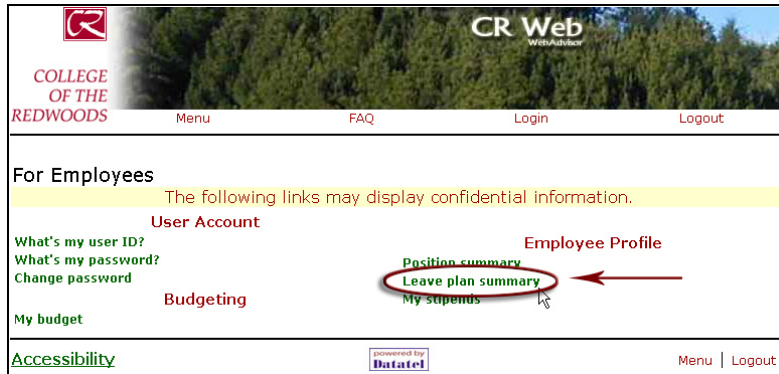 CR Web
WebAdvisor
COLLEGE
OF THE
REDWOODS
Menu FAQ Login Logout
For Employees
The following links may display confidential information.
User Account
What's my user ID?
What's my password?
Change password
Budgeting
My budget
Employee Profile
Position summary
Leave plan summary
My stipends
Accessibility
powered by
Datatel
Menu | Logout